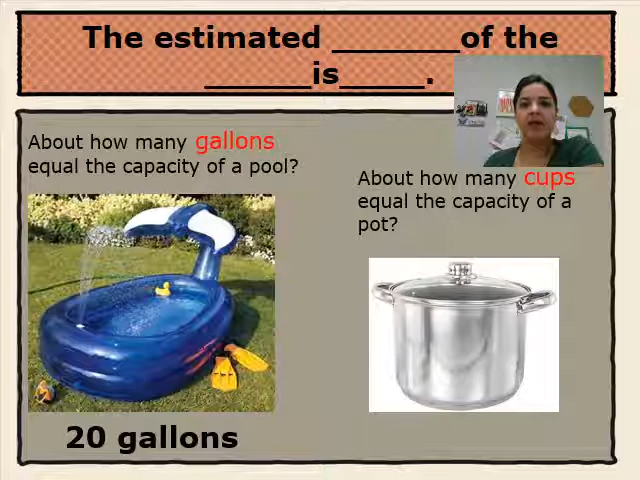 The estimated _______of the
______is_____.
About how many gallons
equal the capacity of a pool?
20 gallons
About how many cups
equal the capacity of a
pot?